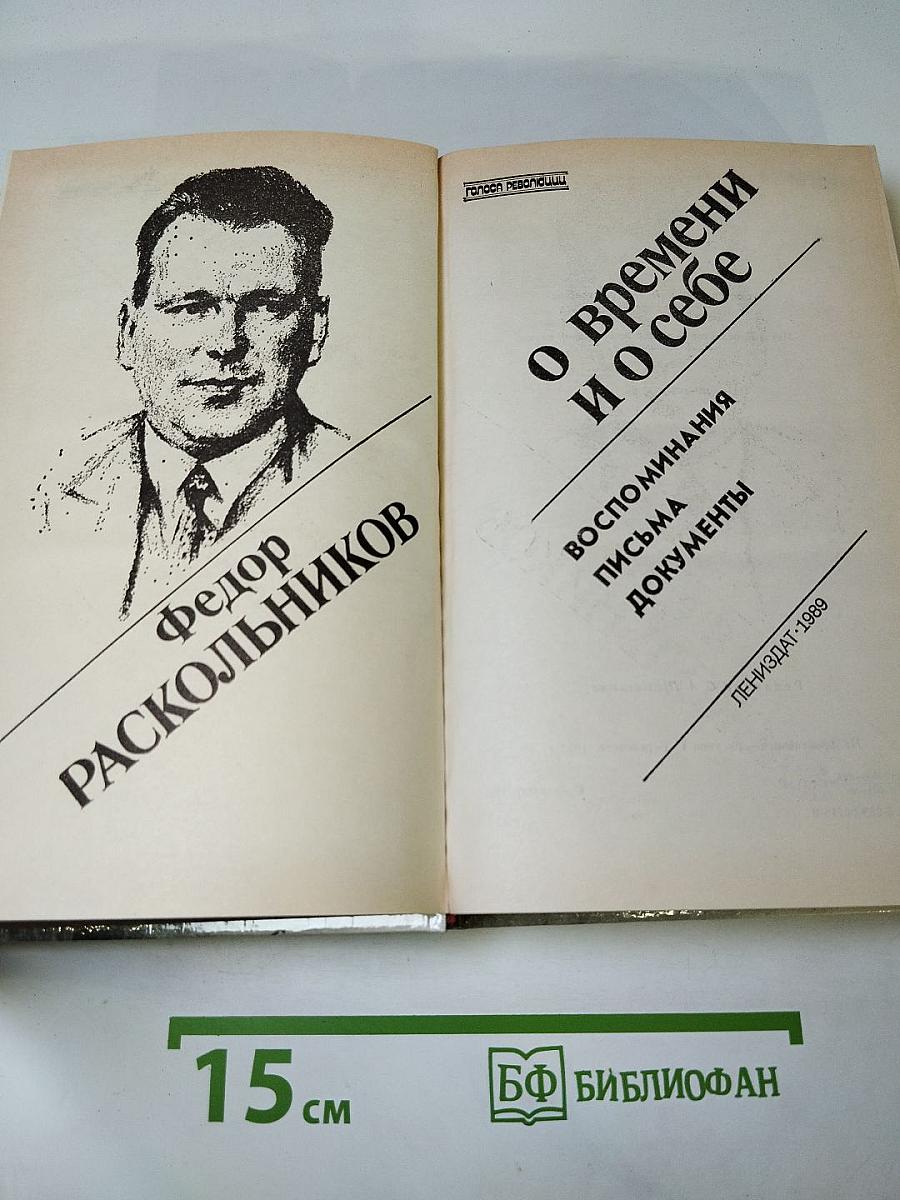 Федор
РАСКОЛЬНИКОВ
ГОЛОСА РЕВОЛЮЦИИ
о времени
и о себе
ВОСПОМИНАНИЯ
ПИСЬМА
ДОКУМЕНТЫ
ЛЕНИЗДАТ·1989
15 см
БФ БИБЛИОФАН